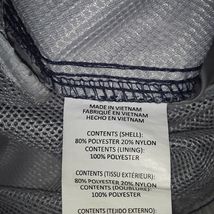 MADE IN VIETNAM
FABRIQUÉ EN VIETNAM
HECHO EN VIETNAM
CONTENTS (SHELL):
80% POLYESTER 20% NYLON
CONTENTS (LINING):
100% POLYESTER
CONTENTS (TISSU EXTÉRIEUR):
80% POLYESTER 20% NYLON
CONTENTS (DOUBLURE):
100% POLYESTER
CONTENTS (TEJIDO EXTERNO):